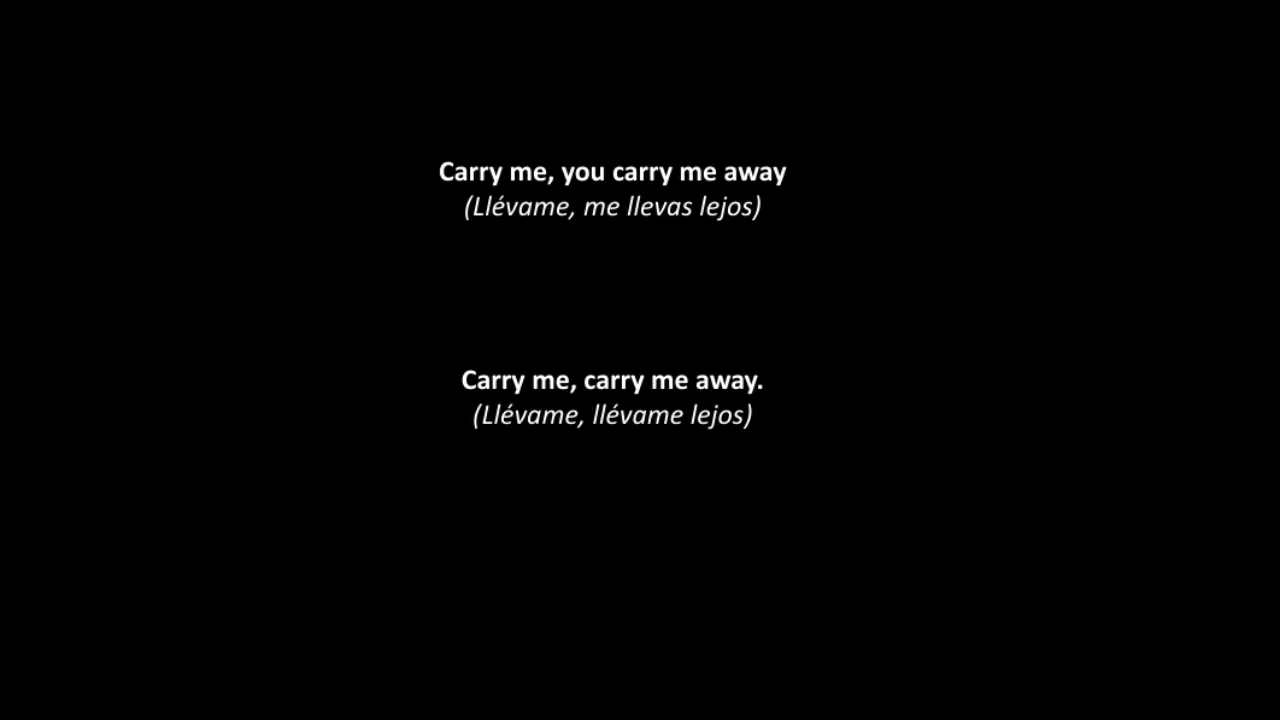 Carry me, you carry me away
(Llévame, me llevas lejos)
Carry me, carry me away.
(Llévame, llévame lejos)